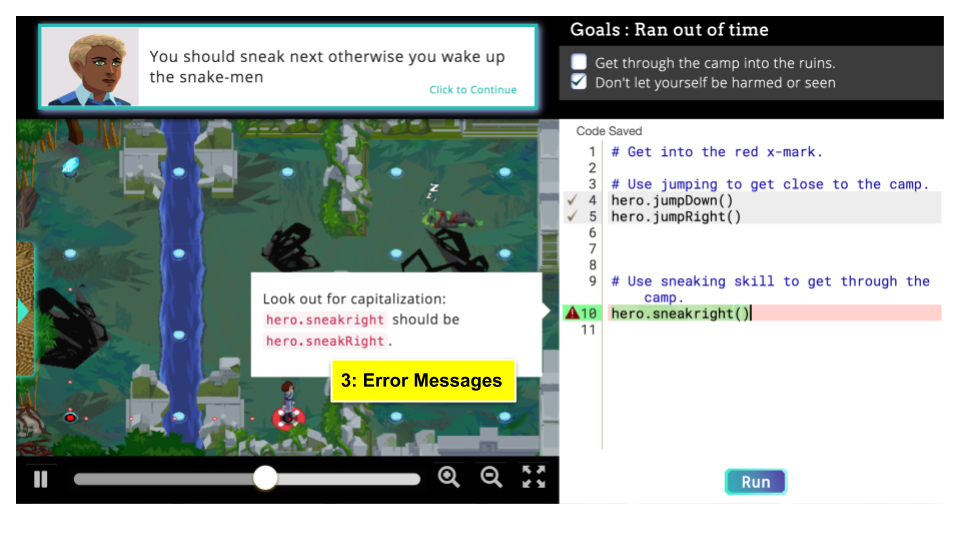 You should sneak next otherwise you wake up
the snake-men
Click to Continue
Goals : Ran out of time
Get through the camp into the ruins.
Don't let yourself be harmed or seen
Code Saved
1 # Get into the red x-mark.
2
3 # Use jumping to get close to the camp.
4 hero.jumpDown()
5 hero.jumpRight()
6
7
8
9 # Use sneaking skill to get through the
camp.
10 hero.sneakright()
11
Z
z
Look out for capitalization:
hero.sneakright should be
hero.sneakRight.
3: Error Messages
Run